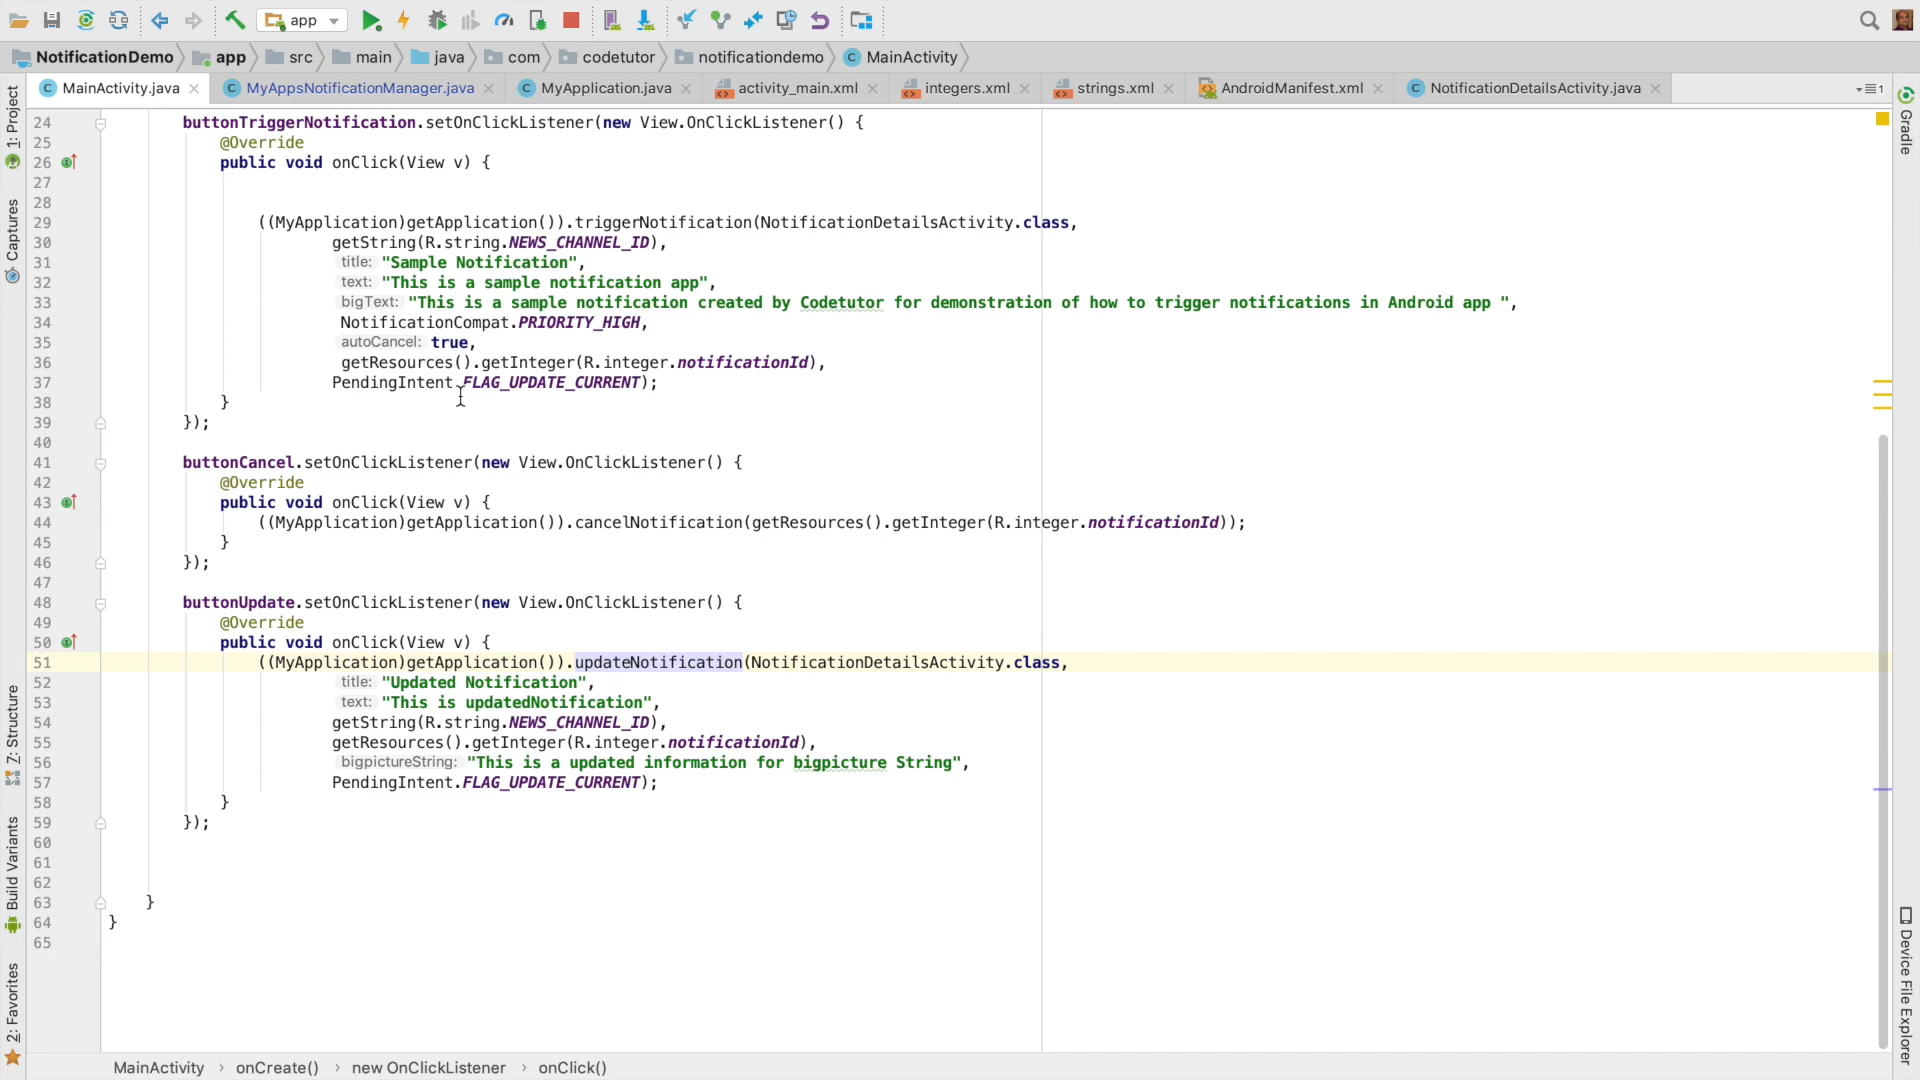 app
NotificationDemo app src main java com codetutor notificationdemo MainActivity
MainActivity.java MyAppsNotificationManager.java MyApplication.java activity_main.xml integers.xml strings.xml AndroidManifest.xml NotificationDetailsActivity.java 1
1: Project
Captures
7: Structure
Build Variants
2: Favorites
24 buttonTriggerNotification.setOnClickListener(new View.OnClickListener() {
25 @Override
26 public void onClick(View v) {
27
28
29 ((MyApplication)getApplication()).triggerNotification(NotificationDetailsActivity.class,
30 getString(R.string.NEWS_CHANNEL_ID),
31 title: "Sample Notification",
32 text: "This is a sample notification app",
33 bigText: "This is a sample notification created by Codetutor for demonstration of how to trigger notifications in Android app ",
34 NotificationCompat.PRIORITY_HIGH,
35 autoCancel: true,
36 getResources().getInteger(R.integer.notificationId),
37 PendingIntent.FLAG_UPDATE_CURRENT);
38 }
39 });
40
41 buttonCancel.setOnClickListener(new View.OnClickListener() {
42 @Override
43 public void onClick(View v) {
44 ((MyApplication)getApplication()).cancelNotification(getResources().getInteger(R.integer.notificationId));
45 }
46 });
47
48 buttonUpdate.setOnClickListener(new View.OnClickListener() {
49 @Override
50 public void onClick(View v) {
51 ((MyApplication)getApplication()).updateNotification(NotificationDetailsActivity.class,
52 title: "Updated Notification",
53 text: "This is updatedNotification",
54 getString(R.string.NEWS_CHANNEL_ID),
55 getResources().getInteger(R.integer.notificationId),
56 bigpictureString: "This is a updated information for bigpicture String",
57 PendingIntent.FLAG_UPDATE_CURRENT);
58 }
59 });
60
61
62
63 }
64 }
65
Gradle
Device File Explorer
MainActivity › onCreate() › new OnClickListener › onClick()